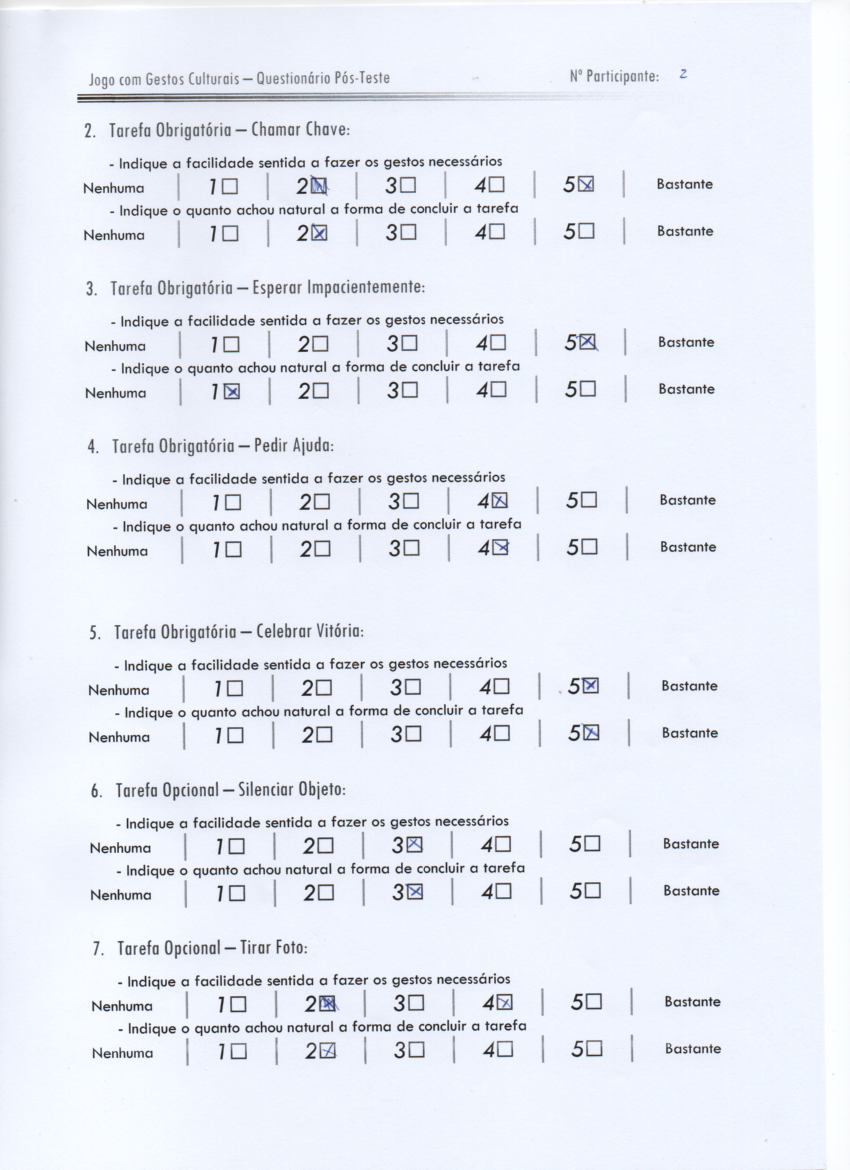 Jogo com Gestos Culturais – Questionário Pós-Teste Nº Participante: 2
2. Tarefa Obrigatória – Chamar Chave:
- Indique a facilidade sentida a fazer os gestos necessários
Nenhuma | 1☐ | 2☒ | 3☐ | 4☐ | 5☒ | Bastante
- Indique o quanto achou natural a forma de concluir a tarefa
Nenhuma | 1☐ | 2☒ | 3☐ | 4☐ | 5☐ | Bastante
3. Tarefa Obrigatória – Esperar Impacientemente:
- Indique a facilidade sentida a fazer os gestos necessários
Nenhuma | 1☐ | 2☐ | 3☐ | 4☐ | 5☒ | Bastante
- Indique o quanto achou natural a forma de concluir a tarefa
Nenhuma | 1☒ | 2☐ | 3☐ | 4☐ | 5☐ | Bastante
4. Tarefa Obrigatória – Pedir Ajuda:
- Indique a facilidade sentida a fazer os gestos necessários
Nenhuma | 1☐ | 2☐ | 3☐ | 4☒ | 5☐ | Bastante
- Indique o quanto achou natural a forma de concluir a tarefa
Nenhuma | 1☐ | 2☐ | 3☐ | 4☒ | 5☐ | Bastante
5. Tarefa Obrigatória – Celebrar Vitória:
- Indique a facilidade sentida a fazer os gestos necessários
Nenhuma | 1☐ | 2☐ | 3☐ | 4☐ | 5☒ | Bastante
- Indique o quanto achou natural a forma de concluir a tarefa
Nenhuma | 1☐ | 2☐ | 3☐ | 4☐ | 5☒ | Bastante
6. Tarefa Opcional – Silenciar Objeto:
- Indique a facilidade sentida a fazer os gestos necessários
Nenhuma | 1☐ | 2☐ | 3☒ | 4☐ | 5☐ | Bastante
- Indique o quanto achou natural a forma de concluir a tarefa
Nenhuma | 1☐ | 2☐ | 3☒ | 4☐ | 5☐ | Bastante
7. Tarefa Opcional – Tirar Foto:
- Indique a facilidade sentida a fazer os gestos necessários
Nenhuma | 1☐ | 2☒ | 3☐ | 4☒ | 5☐ | Bastante
- Indique o quanto achou natural a forma de concluir a tarefa
Nenhuma | 1☐ | 2☒ | 3☐ | 4☐ | 5☐ | Bastante